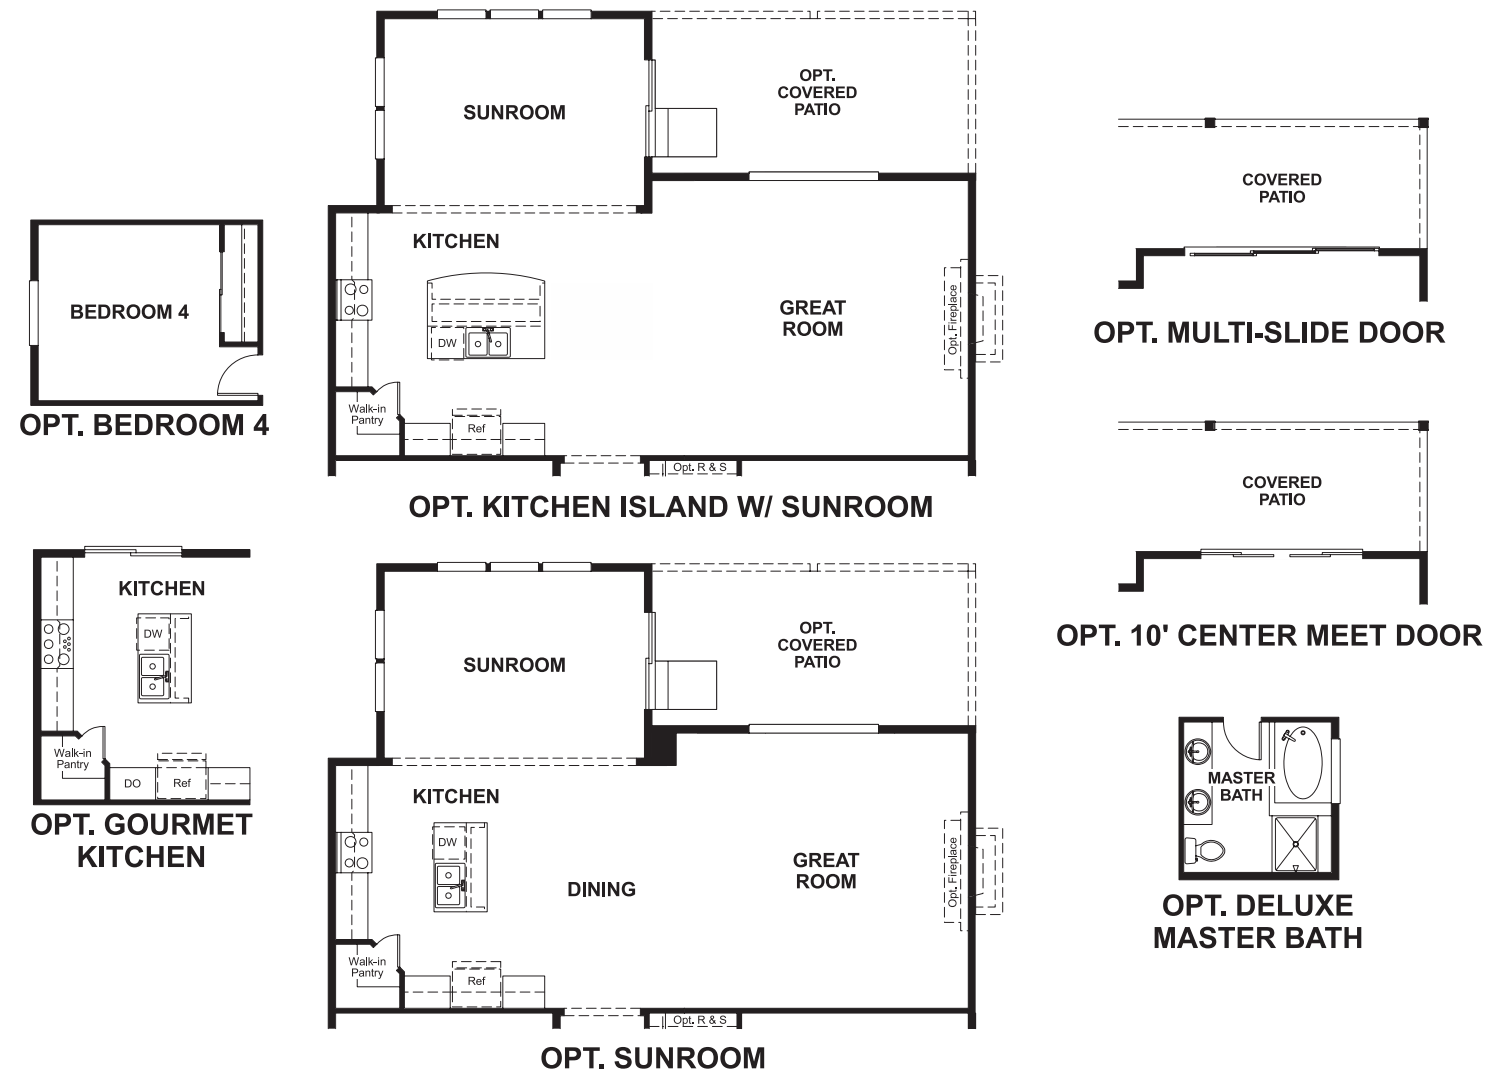 SUNROOM
OPT.
COVERED
PATIO
KITCHEN
DW
GREAT
ROOM
Opt. Fireplace
Walk-in
Pantry
Ref
Opt. R & S
OPT. KITCHEN ISLAND W/ SUNROOM
BEDROOM 4
OPT. BEDROOM 4
COVERED
PATIO
OPT. MULTI-SLIDE DOOR
COVERED
PATIO
OPT. 10' CENTER MEET DOOR
KITCHEN
DW
Walk-in
Pantry
DO
Ref
OPT. GOURMET
KITCHEN
SUNROOM
OPT.
COVERED
PATIO
KITCHEN
DW
DINING
GREAT
ROOM
Opt. Fireplace
Walk-in
Pantry
Ref
Opt. R & S
OPT. SUNROOM
MASTER
BATH
OPT. DELUXE
MASTER BATH